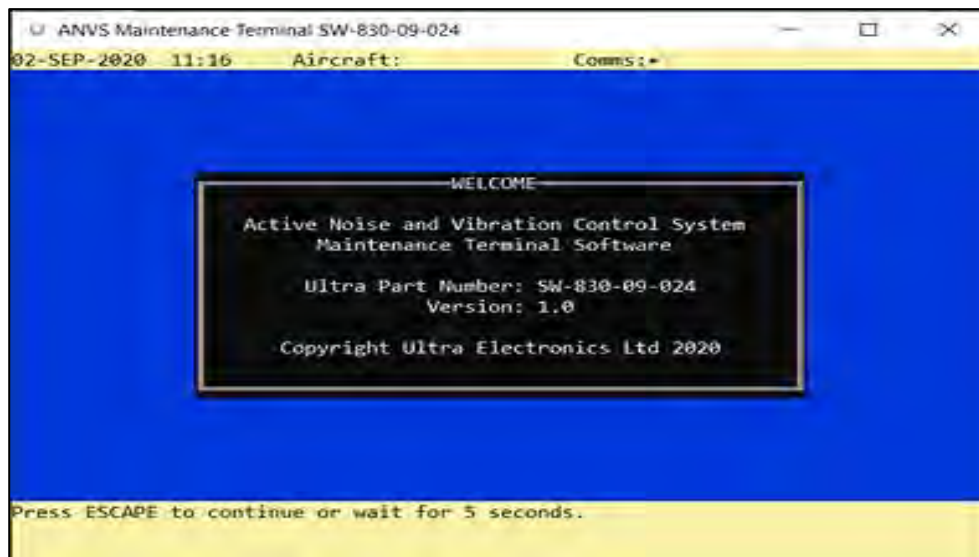 ANVS Maintenance Terminal SW-830-09-024
02-SEP-2020 11:16 Aircraft: Comms:
WELCOME
Active Noise and Vibration Control System
Maintenance Terminal Software
Ultra Part Number: SW-830-09-024
Version: 1.0
Copyright Ultra Electronics Ltd 2020
Press ESCAPE to continue or wait for 5 seconds.